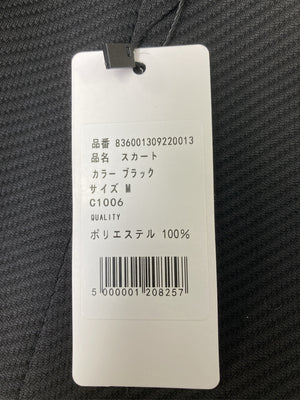 品番 836001309220013
品名 スカート
カラー ブラック
サイズ M
C1006
QUALITY
ポリエステル 100%
5 000001 208257